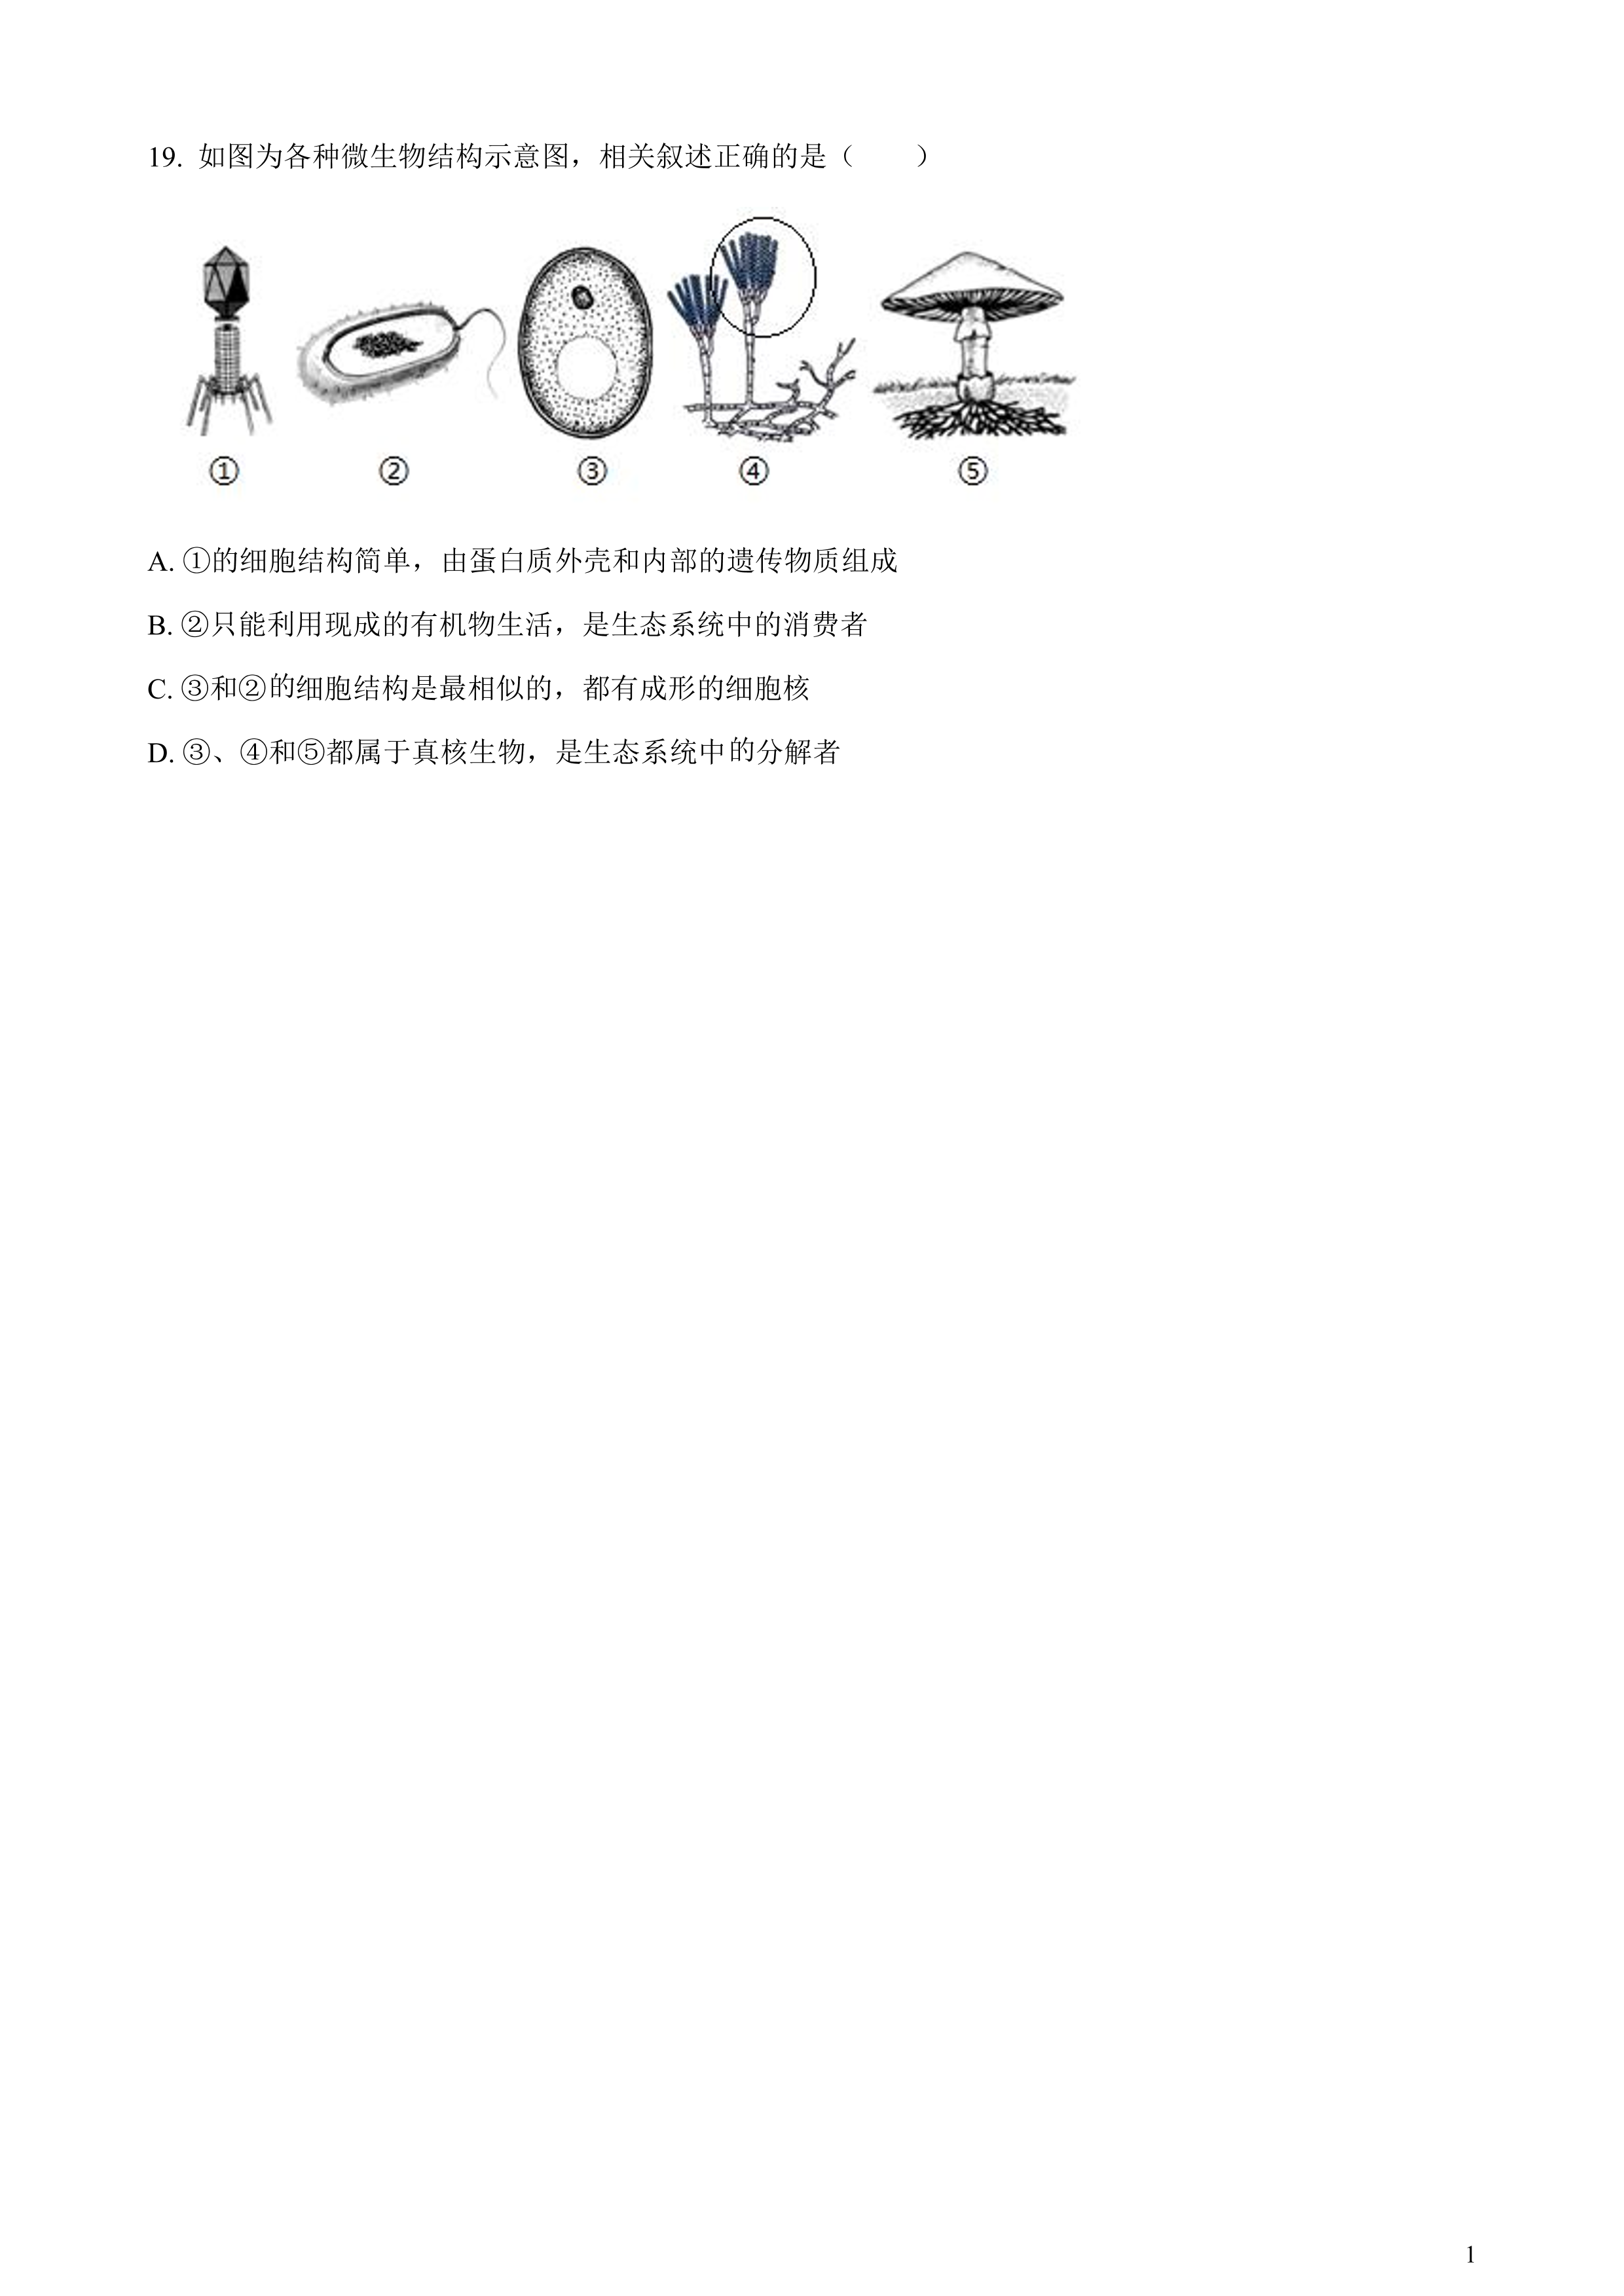 19. 如图为各种微生物结构示意图，相关叙述正确的是（　　）
① ② ③ ④ ⑤
A. ①的细胞结构简单，由蛋白质外壳和内部的遗传物质组成
B. ②只能利用现成的有机物生活，是生态系统中的消费者
C. ③和②的细胞结构是最相似的，都有成形的细胞核
D. ③、④和⑤都属于真核生物，是生态系统中的分解者
1